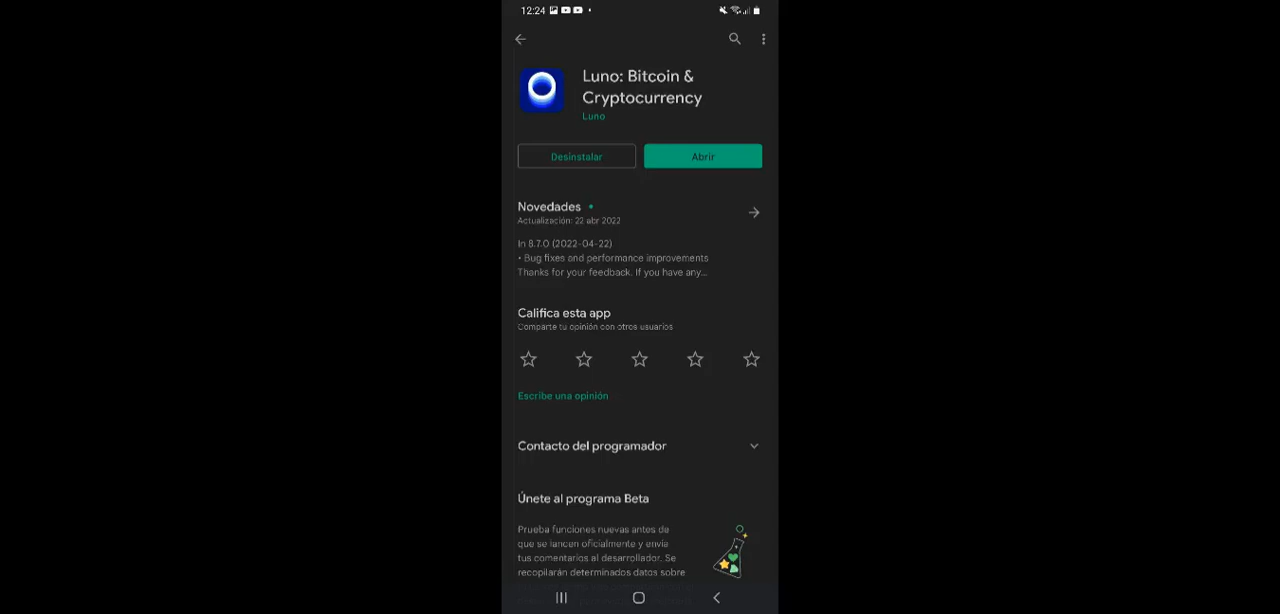 12:24
Luno: Bitcoin &
Cryptocurrency
Luno
Desinstalar
Abrir
Novedades
Actualización: 22 abr 2022
In 8.7.0 (2022-04-22)
• Bug fixes and performance improvements
Thanks for your feedback. If you have any...
Califica esta app
Comparte tu opinión con otros usuarios
Escribe una opinión
Contacto del programador
Únete al programa Beta
Prueba funciones nuevas antes de
que se lancen oficialmente y envía
tus comentarios al desarrollador. Se
recopilarán determinados datos sobre